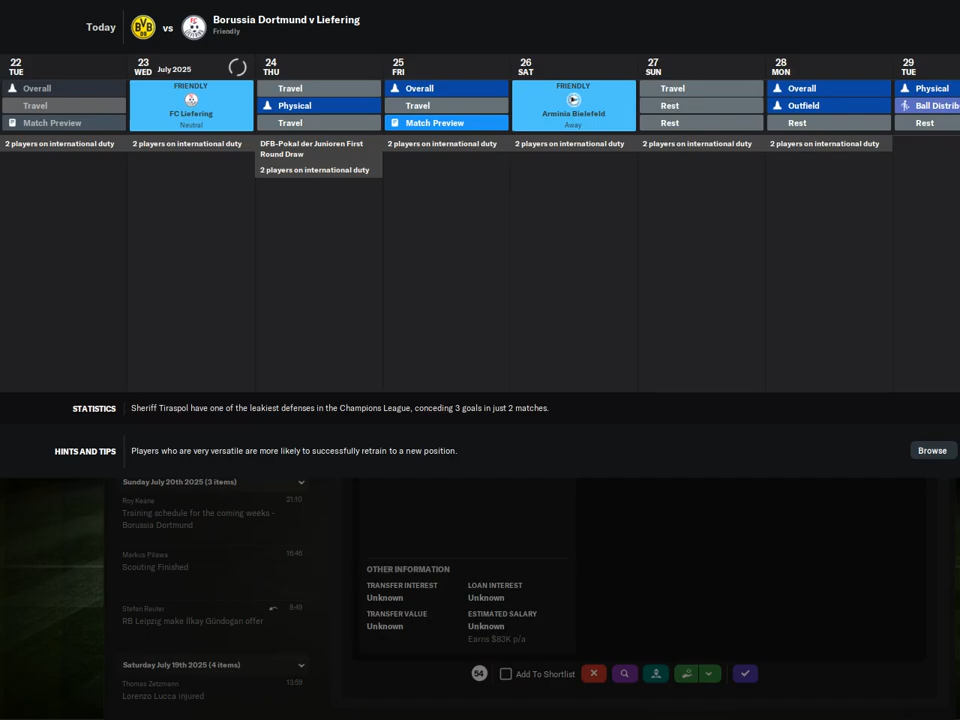 Today
BVB
09
vs
Borussia Dortmund v Liefering
Friendly
22
TUE
23
WED July 2025
24
THU
25
FRI
26
SAT
27
SUN
28
MON
29
TUE
Overall
Travel
Match Preview
FRIENDLY
FC Liefering
Neutral
Travel
Physical
Travel
Overall
Travel
Match Preview
FRIENDLY
Arminia Bielefeld
Away
Travel
Rest
Rest
Overall
Outfield
Rest
Physical
Ball Distrib
Rest
2 players on international duty
2 players on international duty
DFB-Pokal der Junioren First
Round Draw
2 players on international duty
2 players on international duty
2 players on international duty
2 players on international duty
2 players on international duty
STATISTICS
Sheriff Tiraspol have one of the leakiest defenses in the Champions League, conceding 3 goals in just 2 matches.
HINTS AND TIPS
Players who are very versatile are more likely to successfully retrain to a new position.
Browse
Sunday July 20th 2025 (3 items)
Roy Keane 21:10
Training schedule for the coming weeks -
Borussia Dortmund
Markus Pilawa 16:46
Scouting Finished
Stefan Reuter 8:49
RB Leipzig make Ilkay Gündogan offer
Saturday July 19th 2025 (4 items)
Thomas Zetzmann 13:59
Lorenzo Lucca injured
OTHER INFORMATION
TRANSFER INTEREST
Unknown
LOAN INTEREST
Unknown
TRANSFER VALUE
Unknown
ESTIMATED SALARY
Unknown
Earns $83K p/a
54
Add To Shortlist